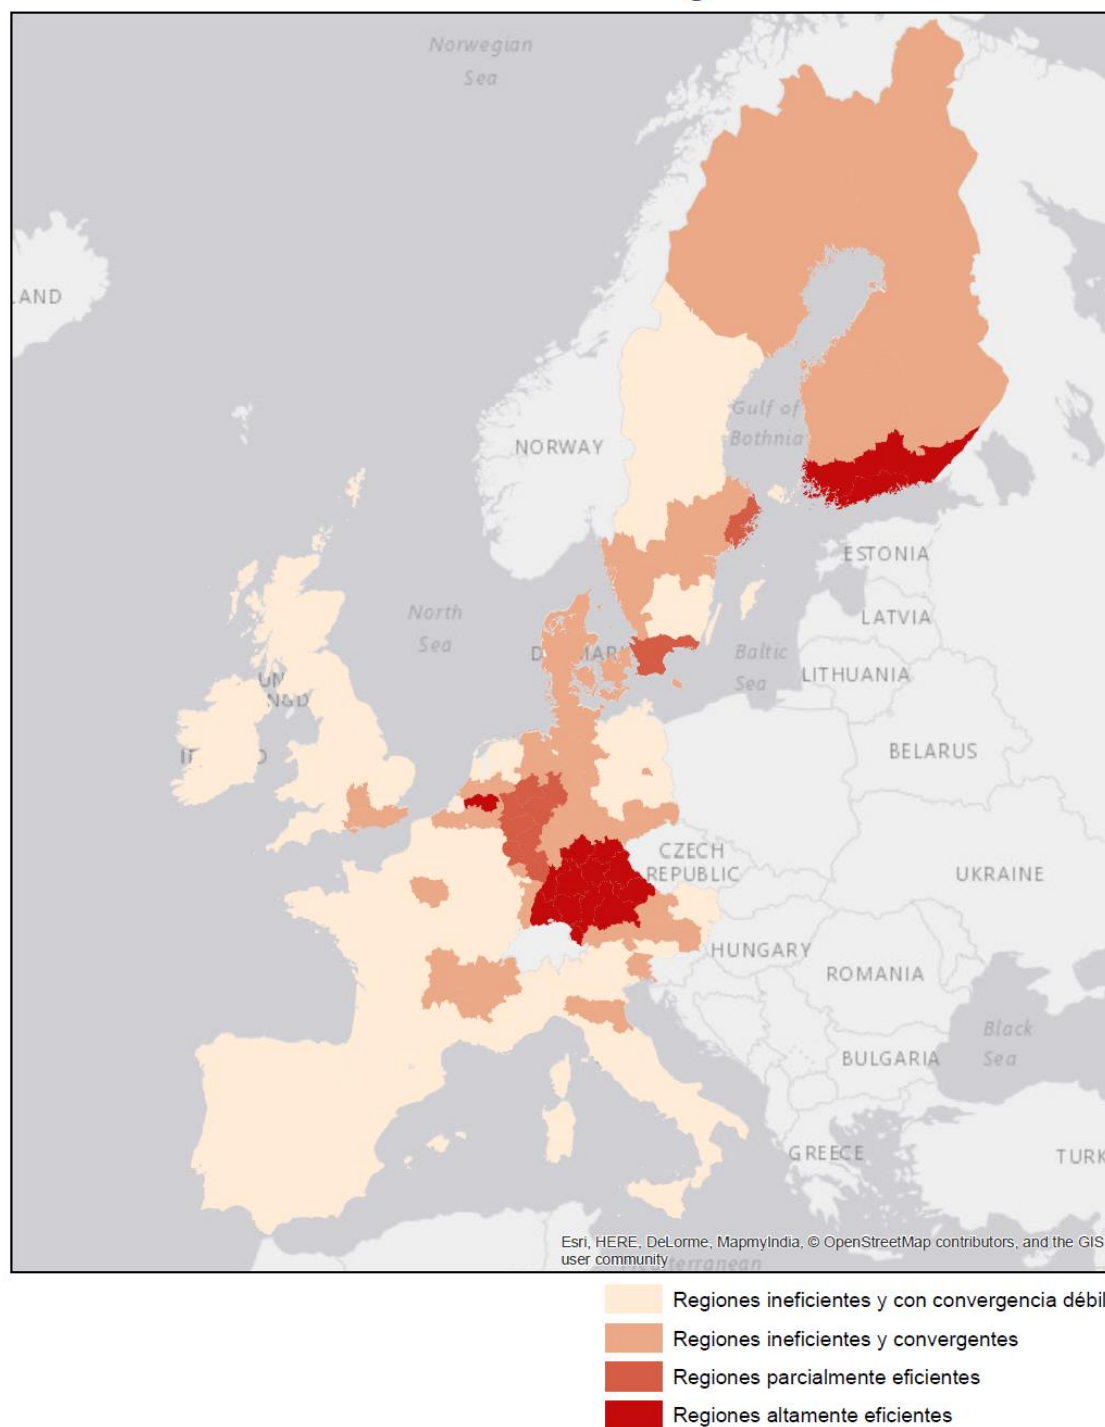 Norwegian
Sea
LAND
Gulf of
Bothnia
NORWAY
ESTONIA
North
Sea
LATVIA
Baltic
Sea
LITHUANIA
BELARUS
CZECH
REPUBLIC
UKRAINE
HUNGARY
ROMANIA
Black
Sea
BULGARIA
GREECE
TURK
Esri, HERE, DeLorme, MapmyIndia, © OpenStreetMap contributors, and the GIS
user community
Mediterranean
Regiones ineficientes y con convergencia débil
Regiones ineficientes y convergentes
Regiones parcialmente eficientes
Regiones altamente eficientes